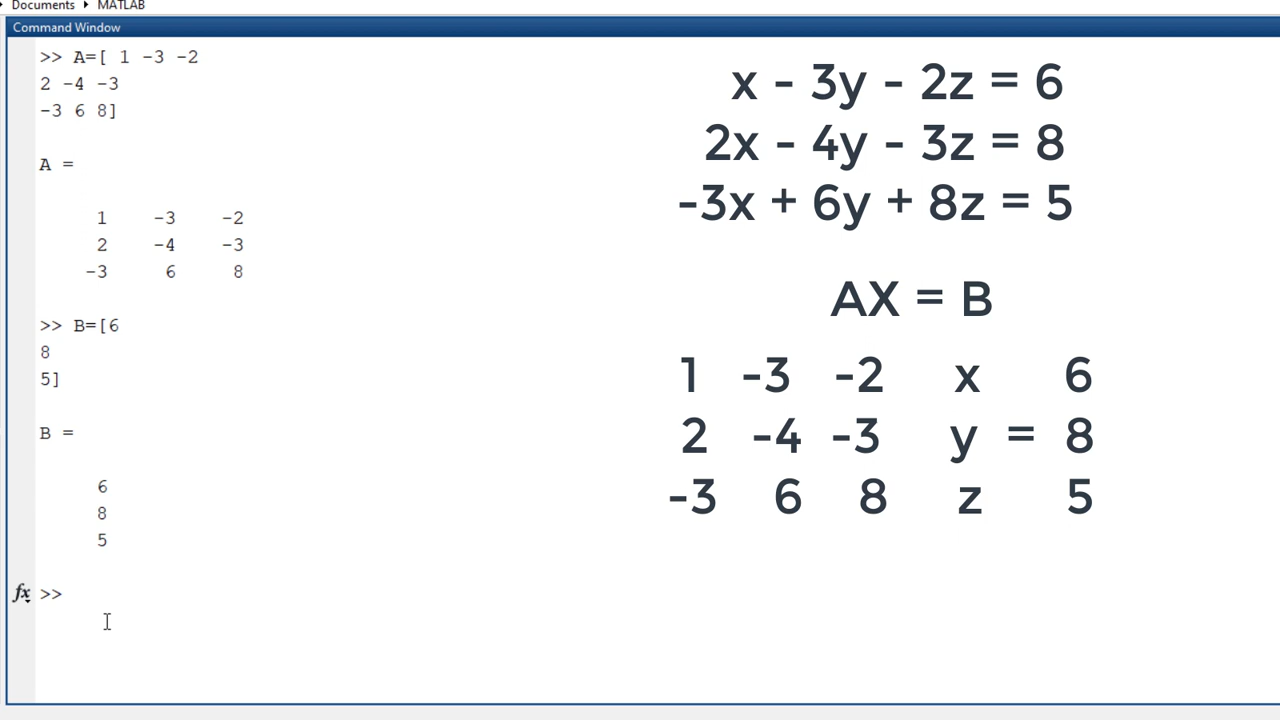 Documents ▸ MATLAB
Command Window
>> A=[ 1 -3 -2
2 -4 -3
-3 6 8]
A =
1 -3 -2
2 -4 -3
-3 6 8
>> B=[6
8
5]
B =
6
8
5
fx >>
x - 3y - 2z = 6
2x - 4y - 3z = 8
-3x + 6y + 8z = 5
AX = B
1 -3 -2 x 6
2 -4 -3 y = 8
-3 6 8 z 5